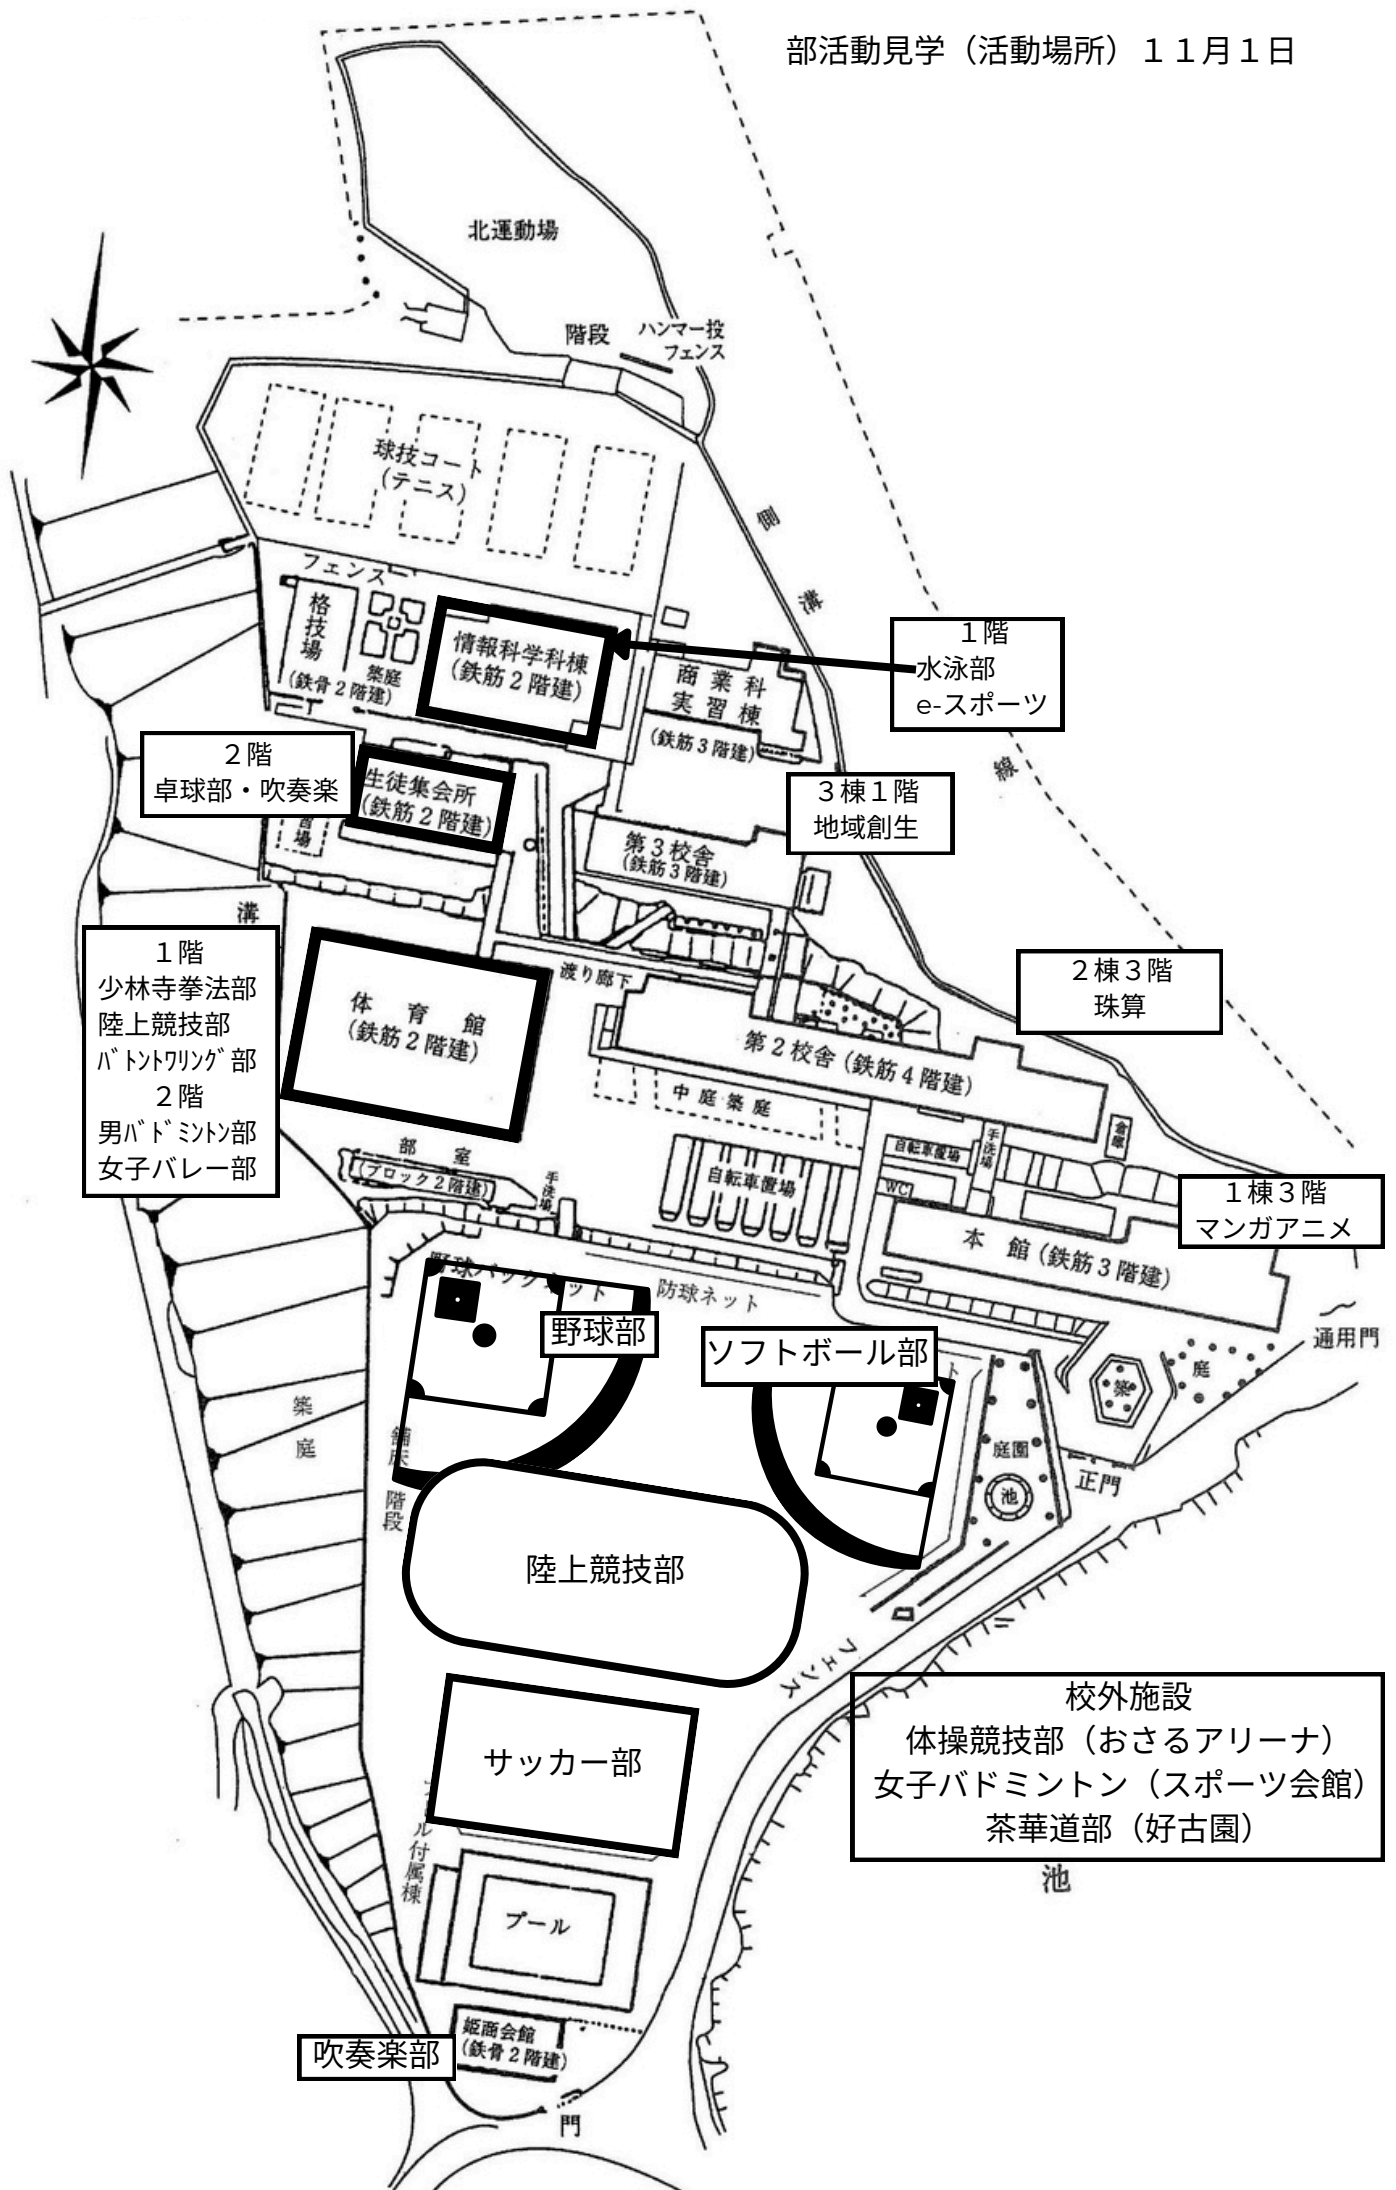 部活動見学（活動場所）１１月１日
北運動場
階段
ハンマー投
フェンス
球技コート
(テニス)
側
溝
線
フェンス
格技場
(鉄骨２階建)
築庭
情報科学科棟
(鉄筋２階建)
商業科
実習棟
(鉄筋３階建)
１階
水泳部
e-スポーツ
２階
卓球部・吹奏楽
生徒集会所
(鉄筋２階建)
習場
３棟１階
地域創生
第３校舎
(鉄筋３階建)
溝
１階
少林寺拳法部
陸上競技部
ﾊﾞﾄﾝﾄﾜﾘﾝｸﾞ部
２階
男ﾊﾞﾄﾞﾐﾝﾄﾝ部
女子バレー部
体育館
(鉄筋２階建)
渡り廊下
２棟３階
珠算
第２校舎(鉄筋４階建)
中庭築庭
部室
(ブロック２階建)
手洗場
自転車置場
自転車置場
手洗場
倉庫
WC
１棟３階
マンガアニメ
本館(鉄筋３階建)
野球バックネット
防球ネット
野球部
ソフトボール部
ト
通用門
築
庭
庭園
池
正門
築
庭
階段
陸上競技部
フェンス
サッカー部
校外施設
体操競技部（おさるアリーナ）
女子バドミントン（スポーツ会館）
茶華道部（好古園）
池
プール付属棟
プール
吹奏楽部
姫商会館
(鉄骨２階建)
門